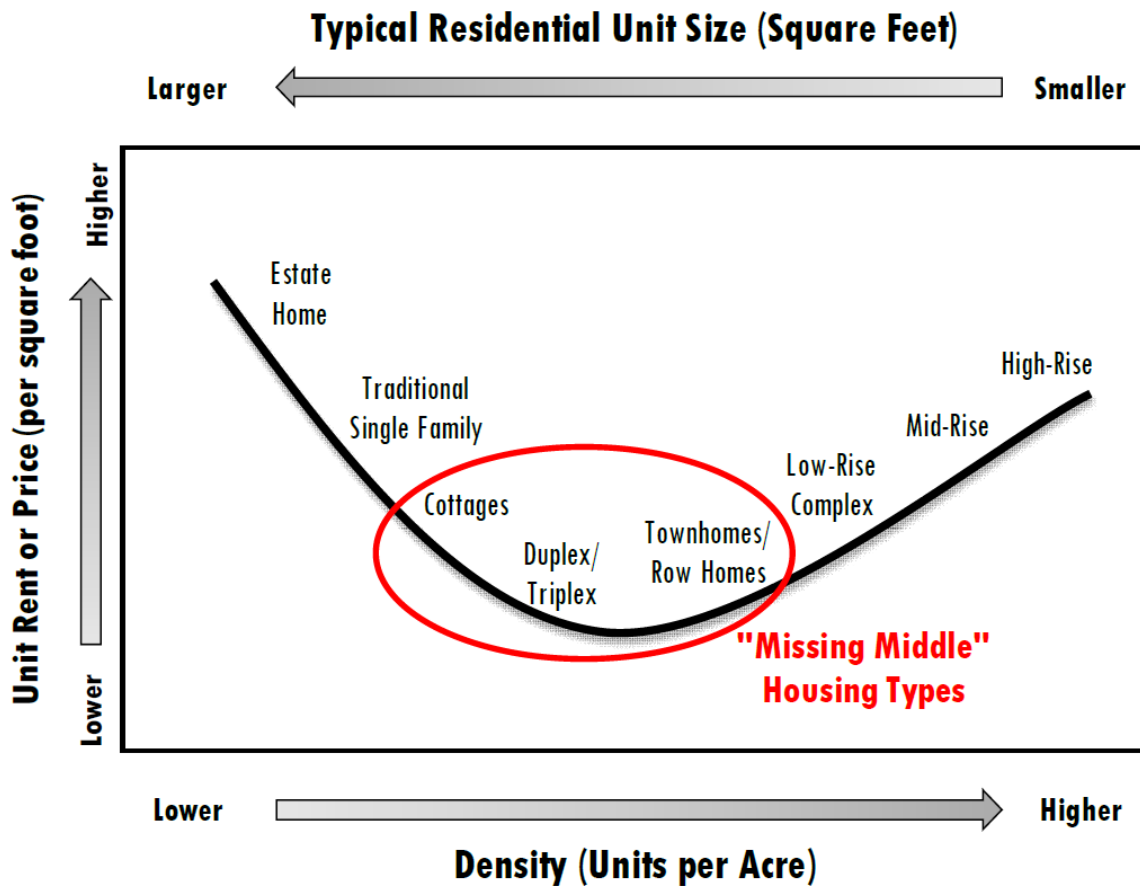 Typical Residential Unit Size (Square Feet)
Larger
Smaller
Unit Rent or Price (per square foot)
Higher
Lower
Estate
Home
Traditional
Single Family
Cottages
Duplex/
Triplex
Townhomes/
Row Homes
Low-Rise
Complex
Mid-Rise
High-Rise
"Missing Middle"
Housing Types
Lower
Higher
Density (Units per Acre)